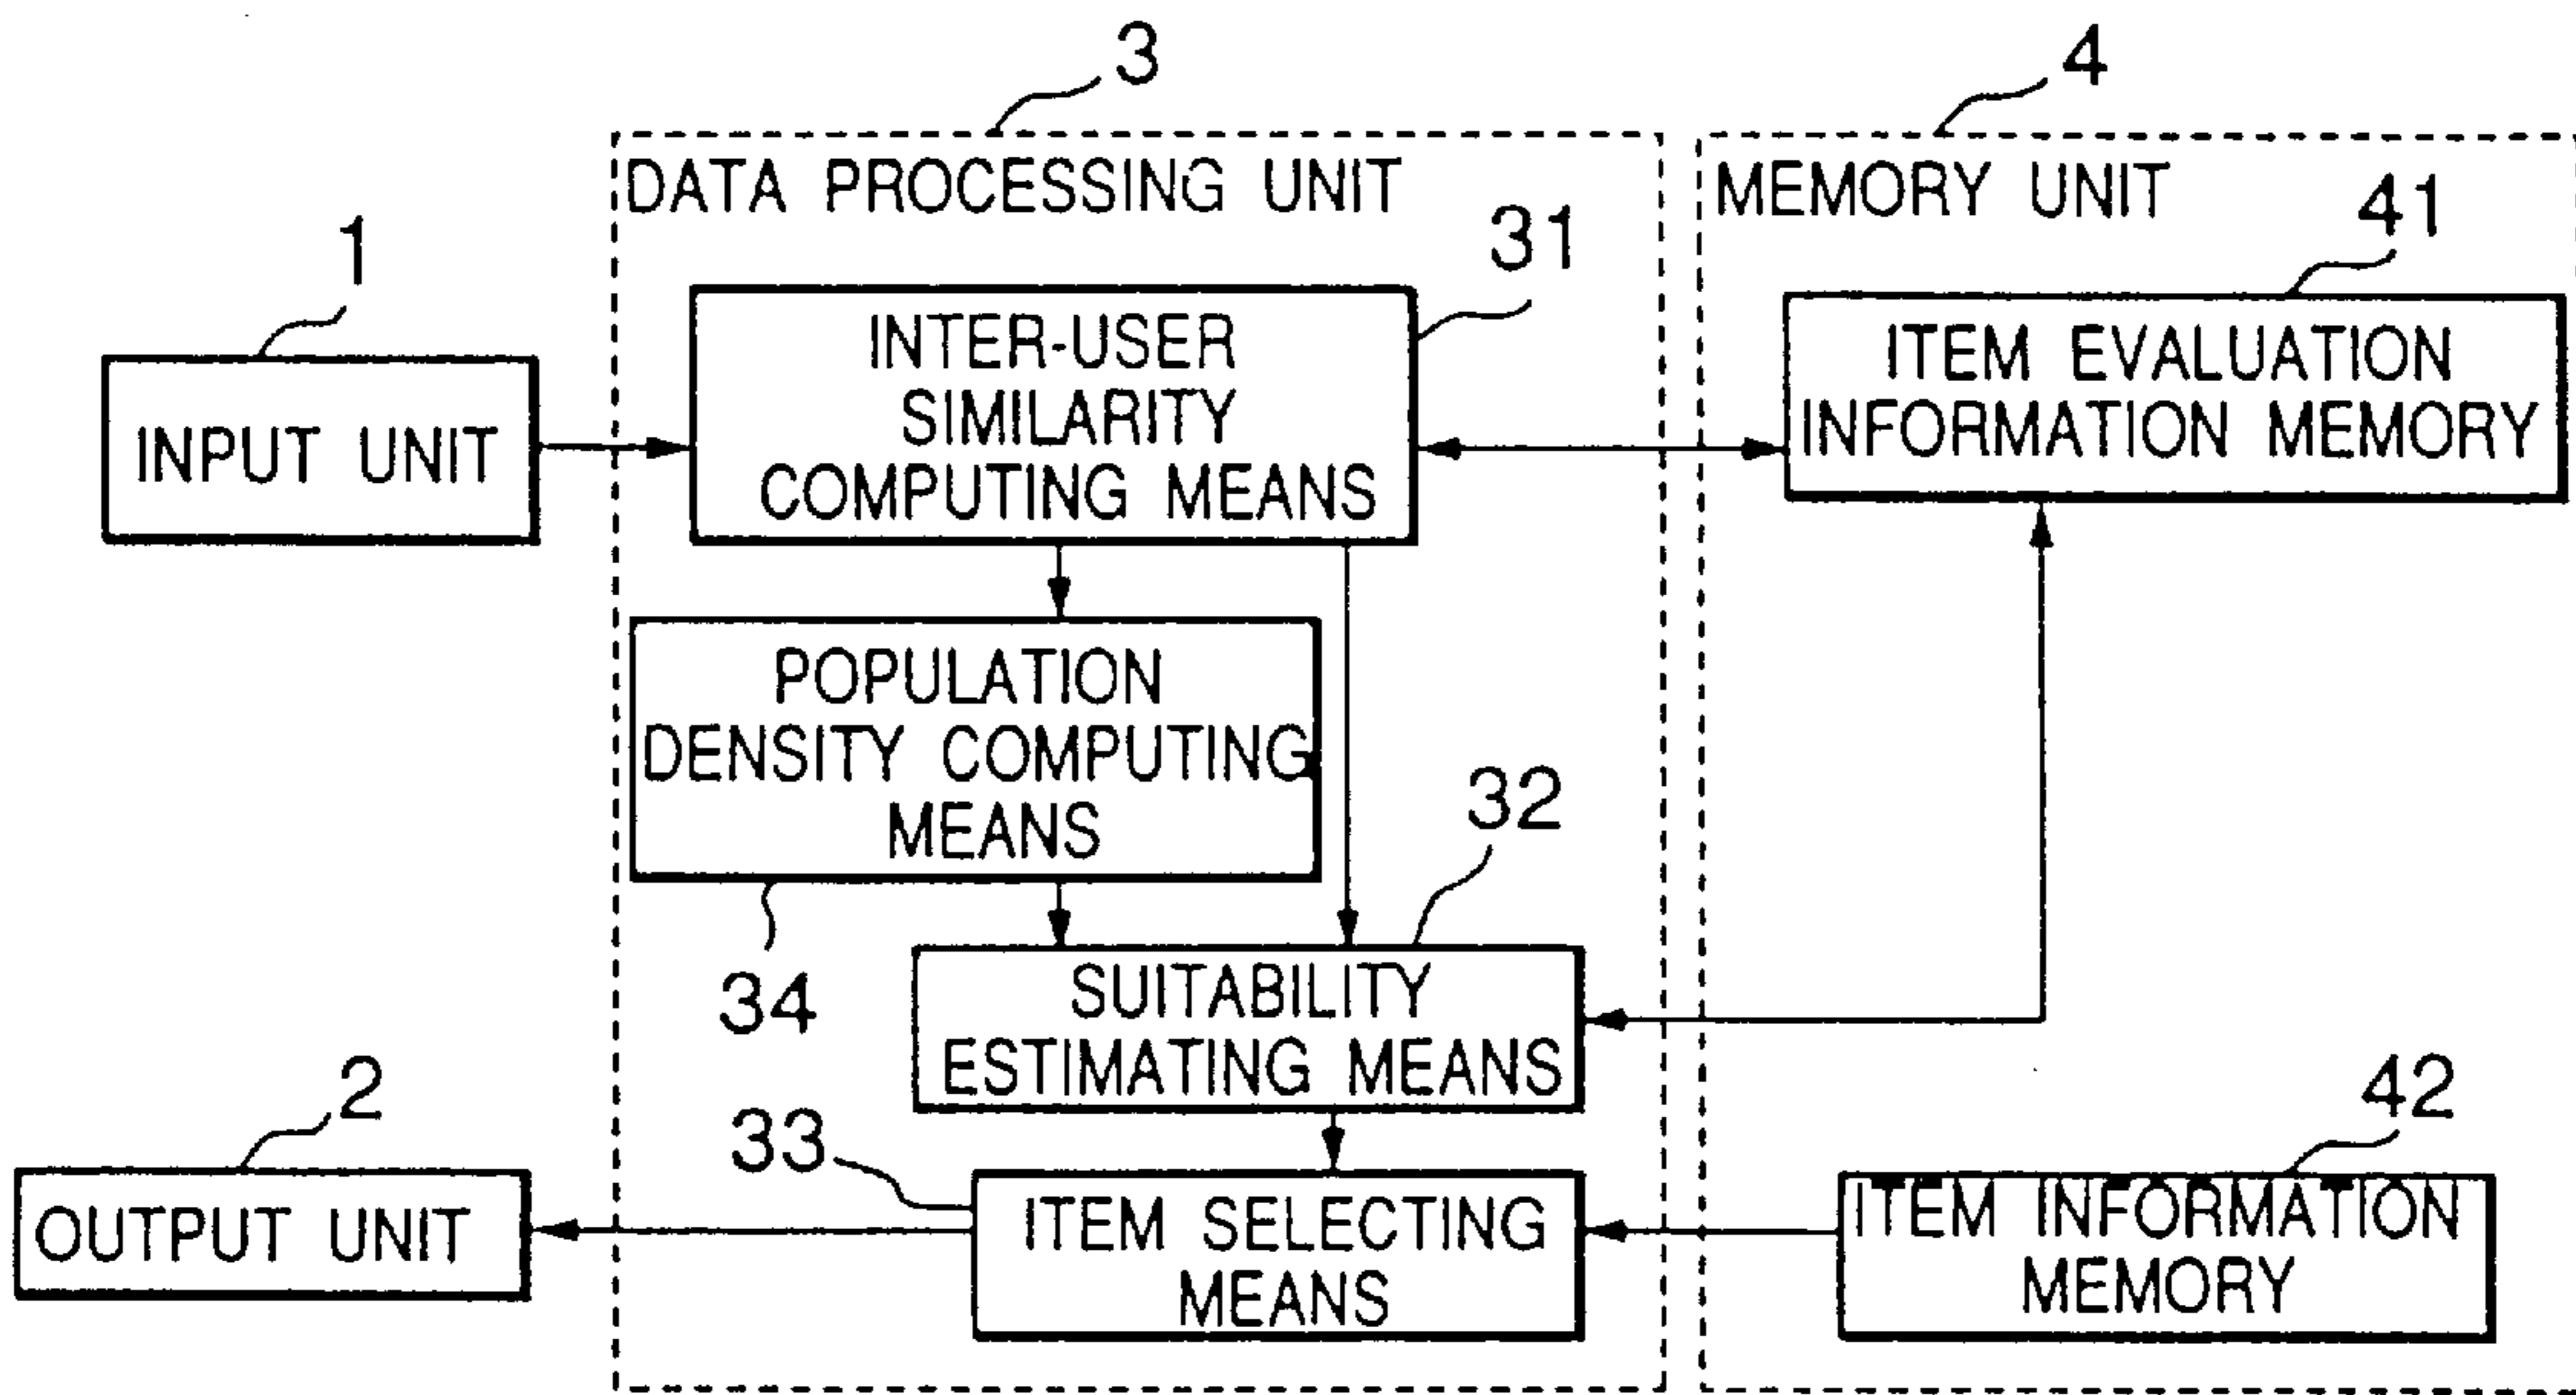 3
4
DATA PROCESSING UNIT
MEMORY UNIT
1
31
41
INPUT UNIT
INTER-USER
SIMILARITY
COMPUTING MEANS
ITEM EVALUATION
INFORMATION MEMORY
POPULATION
DENSITY COMPUTING
MEANS
32
34
SUITABILITY
ESTIMATING MEANS
2
33
42
OUTPUT UNIT
ITEM SELECTING
MEANS
ITEM INFORMATION
MEMORY